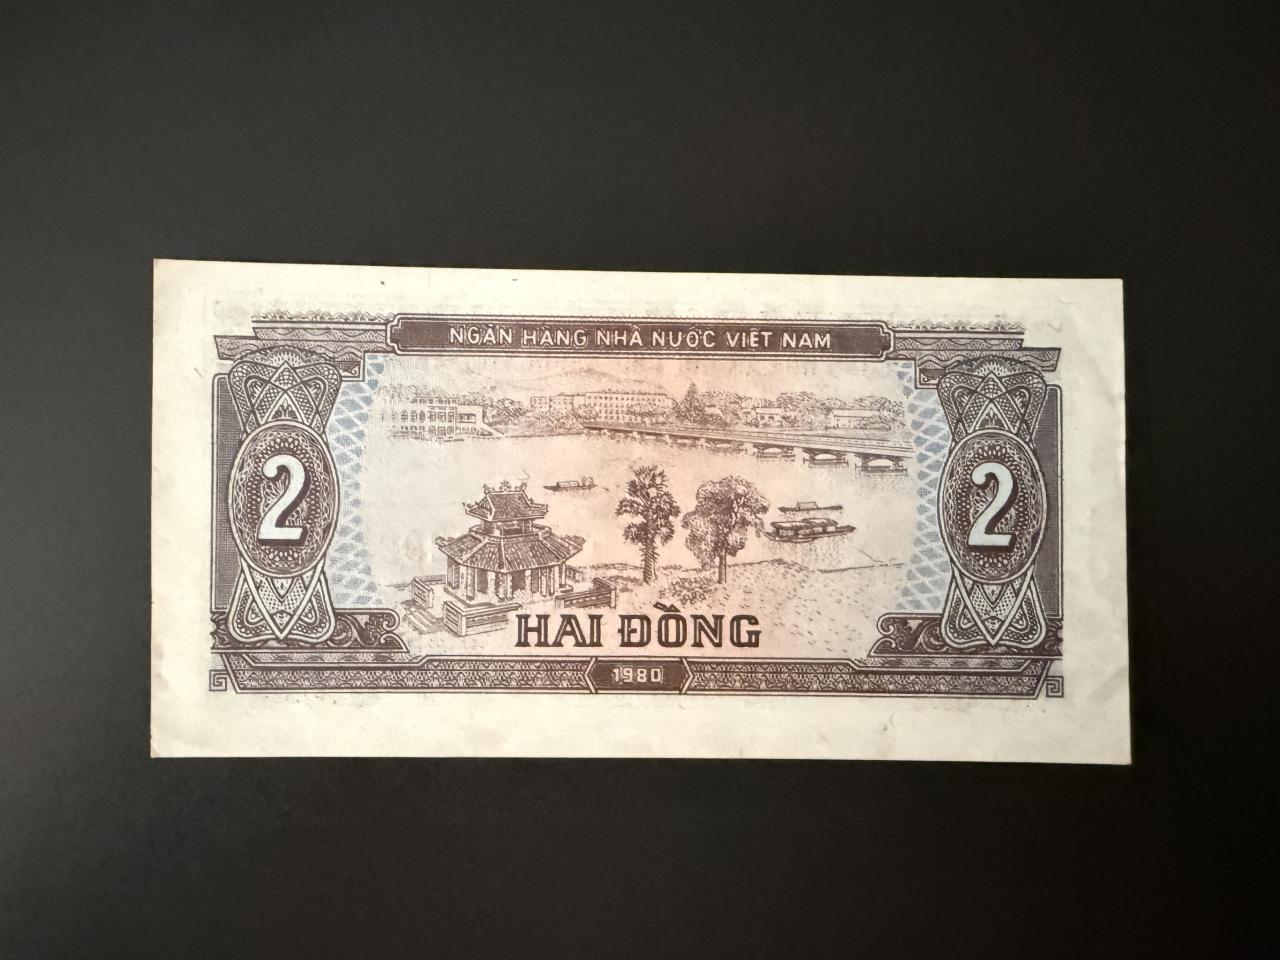 NGÂN HÀNG NHÀ NƯỚC VIỆT NAM
2
2
HAI ĐỒNG
1980